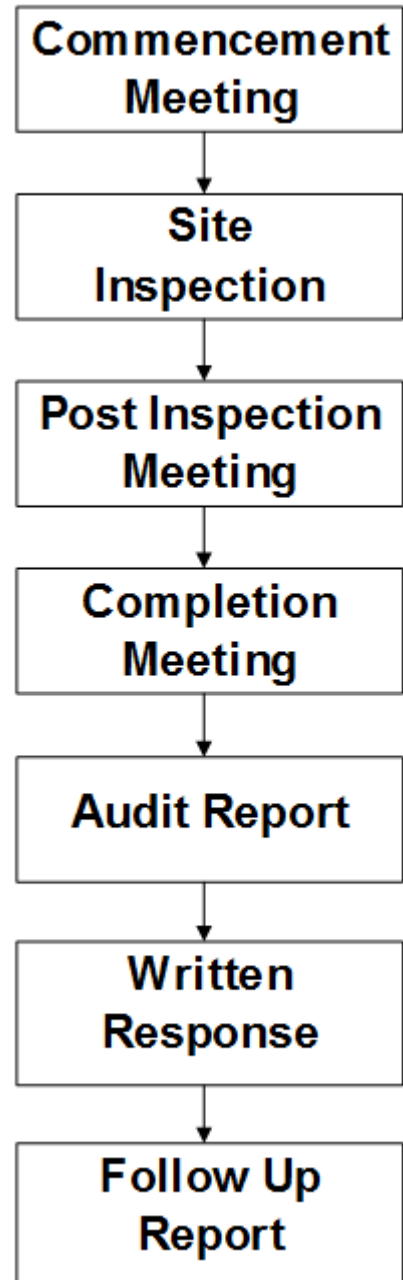 Commencement
Meeting
Site
Inspection
Post Inspection
Meeting
Completion
Meeting
Audit Report
Written
Response
Follow Up
Report